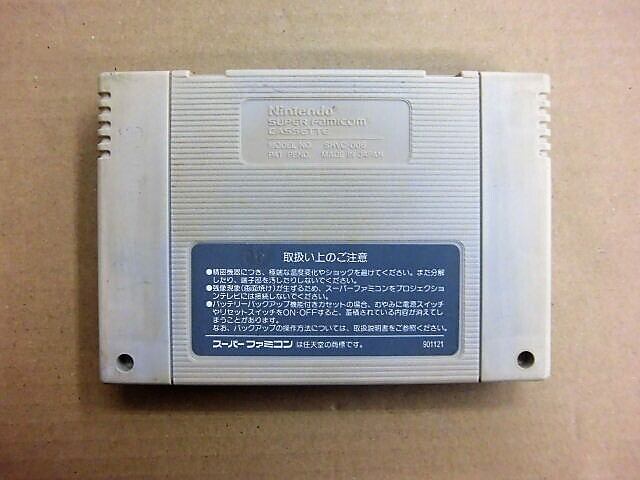 Nintendo®
SUPER FAMICOM
CASSETTE
MODEL NO. SHVC-006
PAT. PEND. MADE IN JAPAN
取扱い上のご注意
●精密機器につき、極端な温度変化やショックを避けてください。また分解
したり、端子部を汚したりしないでください。
●残像現象(画面焼け)が生ずるため、スーパーファミコンをプロジェクショ
ンテレビには接続しないでください。
●バッテリーバックアップ機能付きカセットの場合、むやみに電源スイッチ
やリセットスイッチをON・OFFすると、蓄積されている内容が消えてし
まうことがあります。
なお、バックアップの操作方法については、取扱説明書をご参照ください。
スーパーファミコン は任天堂の商標です。 901121